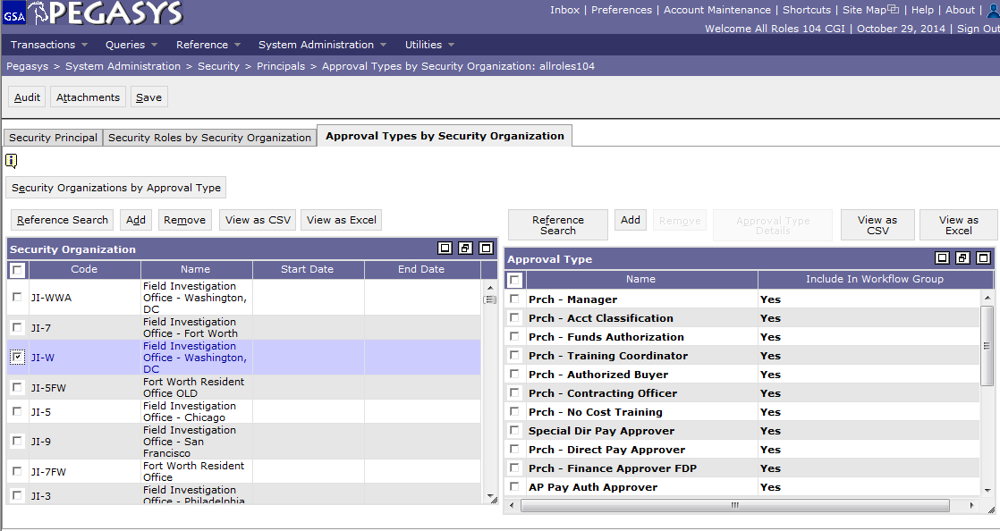 GSA PEGASYS
Inbox | Preferences | Account Maintenance | Shortcuts | Site Map | Help | About |
Welcome All Roles 104 CGI | October 29, 2014 | Sign Out
Transactions Queries Reference System Administration Utilities
Pegasys > System Administration > Security > Principals > Approval Types by Security Organization: allroles104
Audit Attachments Save
Security Principal Security Roles by Security Organization Approval Types by Security Organization
Security Organizations by Approval Type
Reference Search Add Remove View as CSV View as Excel
Security Organization
Code Name Start Date End Date
JI-WWA Field Investigation
Office - Washington,
DC
JI-7 Field Investigation
Office - Fort Worth
JI-W Field Investigation
Office - Washington,
DC
JI-5FW Fort Worth Resident
Office OLD
JI-5 Field Investigation
Office - Chicago
JI-9 Field Investigation
Office - San
Francisco
JI-7FW Fort Worth Resident
Office
JI-3 Field Investigation
Office - Philadelphia
Reference Add Remove Approval Type View as View as
Search Details CSV Excel
Approval Type
Name Include In Workflow Group
Prch - Manager Yes
Prch - Acct Classification Yes
Prch - Funds Authorization Yes
Prch - Training Coordinator Yes
Prch - Authorized Buyer Yes
Prch - Contracting Officer Yes
Prch - No Cost Training Yes
Special Dir Pay Approver Yes
Prch - Direct Pay Approver Yes
Prch - Finance Approver FDP Yes
AP Pay Auth Approver Yes